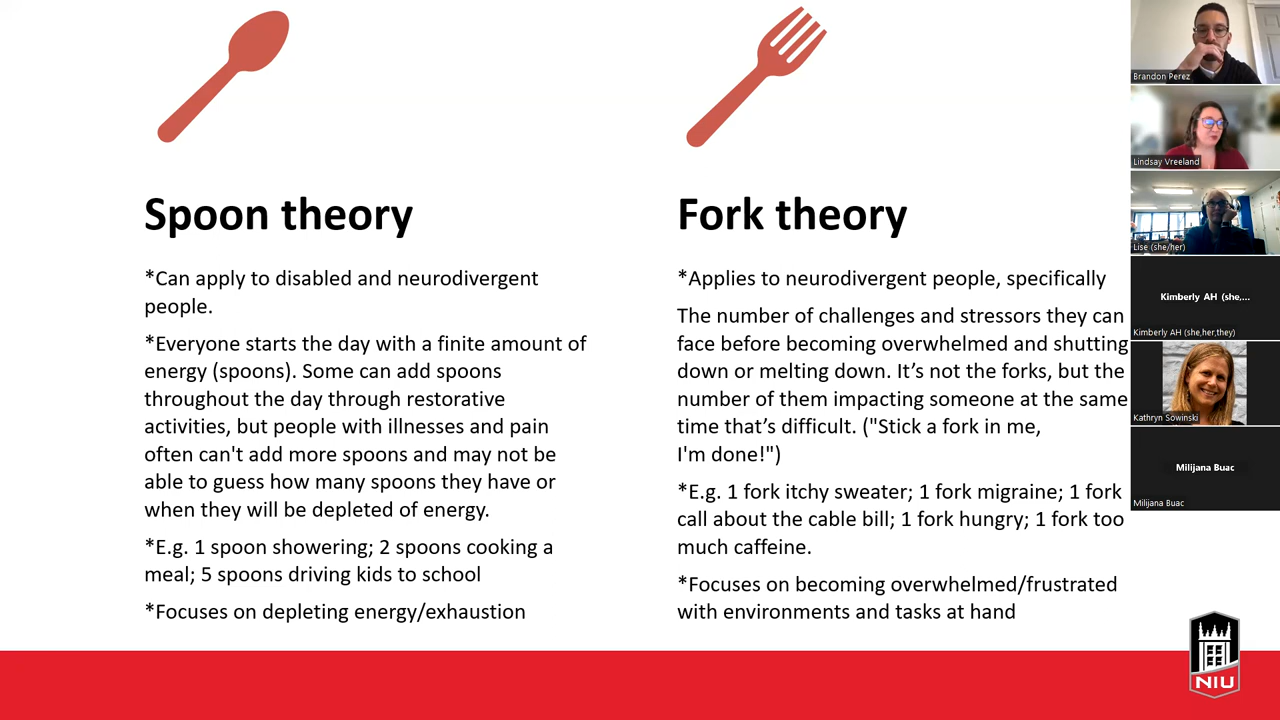 Spoon theory
*Can apply to disabled and neurodivergent
people.
*Everyone starts the day with a finite amount of
energy (spoons). Some can add spoons
throughout the day through restorative
activities, but people with illnesses and pain
often can't add more spoons and may not be
able to guess how many spoons they have or
when they will be depleted of energy.
*E.g. 1 spoon showering; 2 spoons cooking a
meal; 5 spoons driving kids to school
*Focuses on depleting energy/exhaustion
Fork theory
*Applies to neurodivergent people, specifically
The number of challenges and stressors they can
face before becoming overwhelmed and shutting
down or melting down. It’s not the forks, but the
number of them impacting someone at the same
time that’s difficult. ("Stick a fork in me,
I'm done!")
*E.g. 1 fork itchy sweater; 1 fork migraine; 1 fork
call about the cable bill; 1 fork hungry; 1 fork too
much caffeine.
*Focuses on becoming overwhelmed/frustrated
with environments and tasks at hand
Brandon Perez
Lindsay Vreeland
Lise (she/her)
Kimberly AH (she,...
Kimberly AH (she,her,they)
Kathryn Sowinski
Milijana Buac
Milijana Buac
NIU